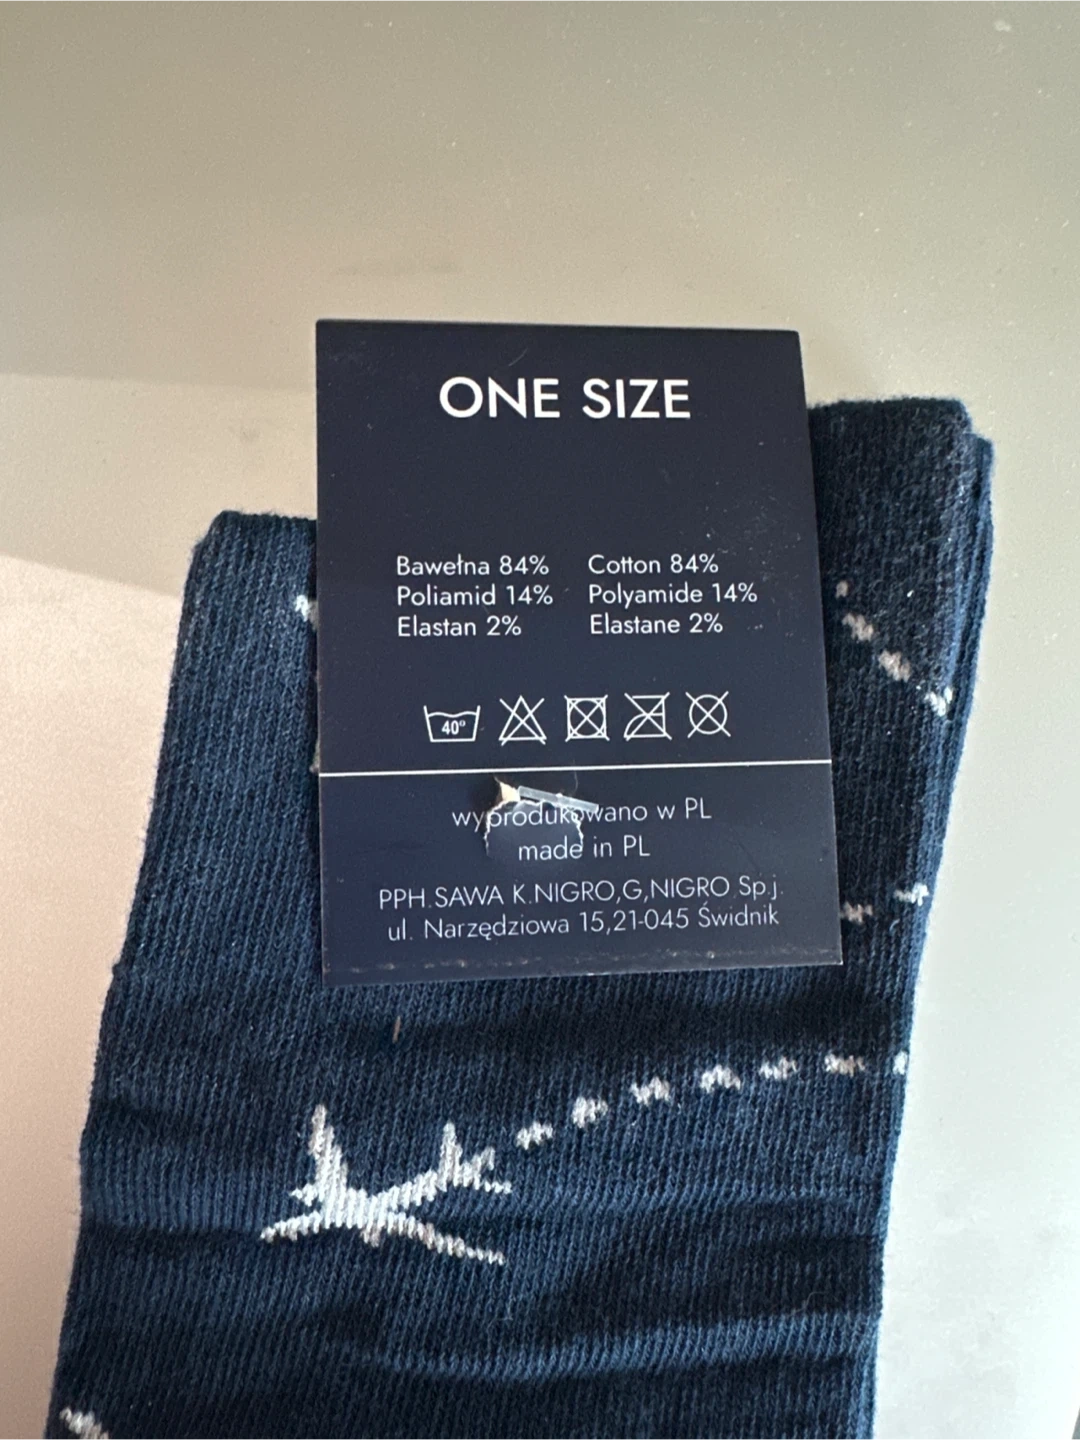 ONE SIZE
Bawełna 84% Cotton 84%
Poliamid 14% Polyamide 14%
Elastan 2% Elastane 2%
40°
wyprodukowano w PL
made in PL
PPH.SAWA K.NIGRO,G,NIGRO Sp.j.
ul. Narzędziowa 15,21-045 Świdnik